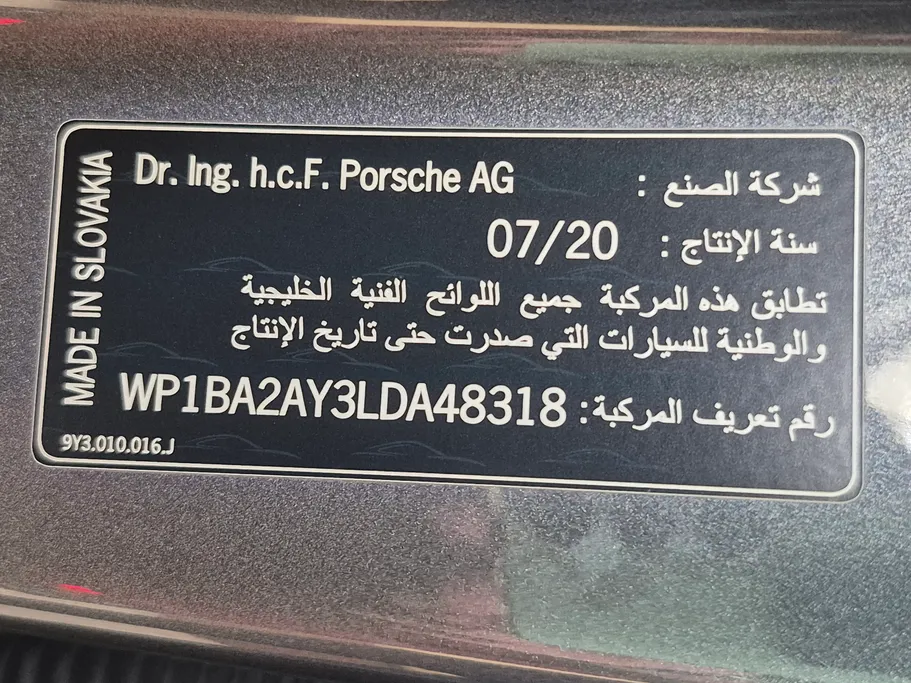 MADE IN SLOVAKIA
شركة الصنع : Dr. Ing. h.c.F. Porsche AG
سنة الإنتاج : 07/20
تطابق هذه المركبة جميع اللوائح الفنية الخليجية
والوطنية للسيارات التي صدرت حتى تاريخ الإنتاج
رقم تعريف المركبة: WP1BA2AY3LDA48318
9Y3.010.016.J